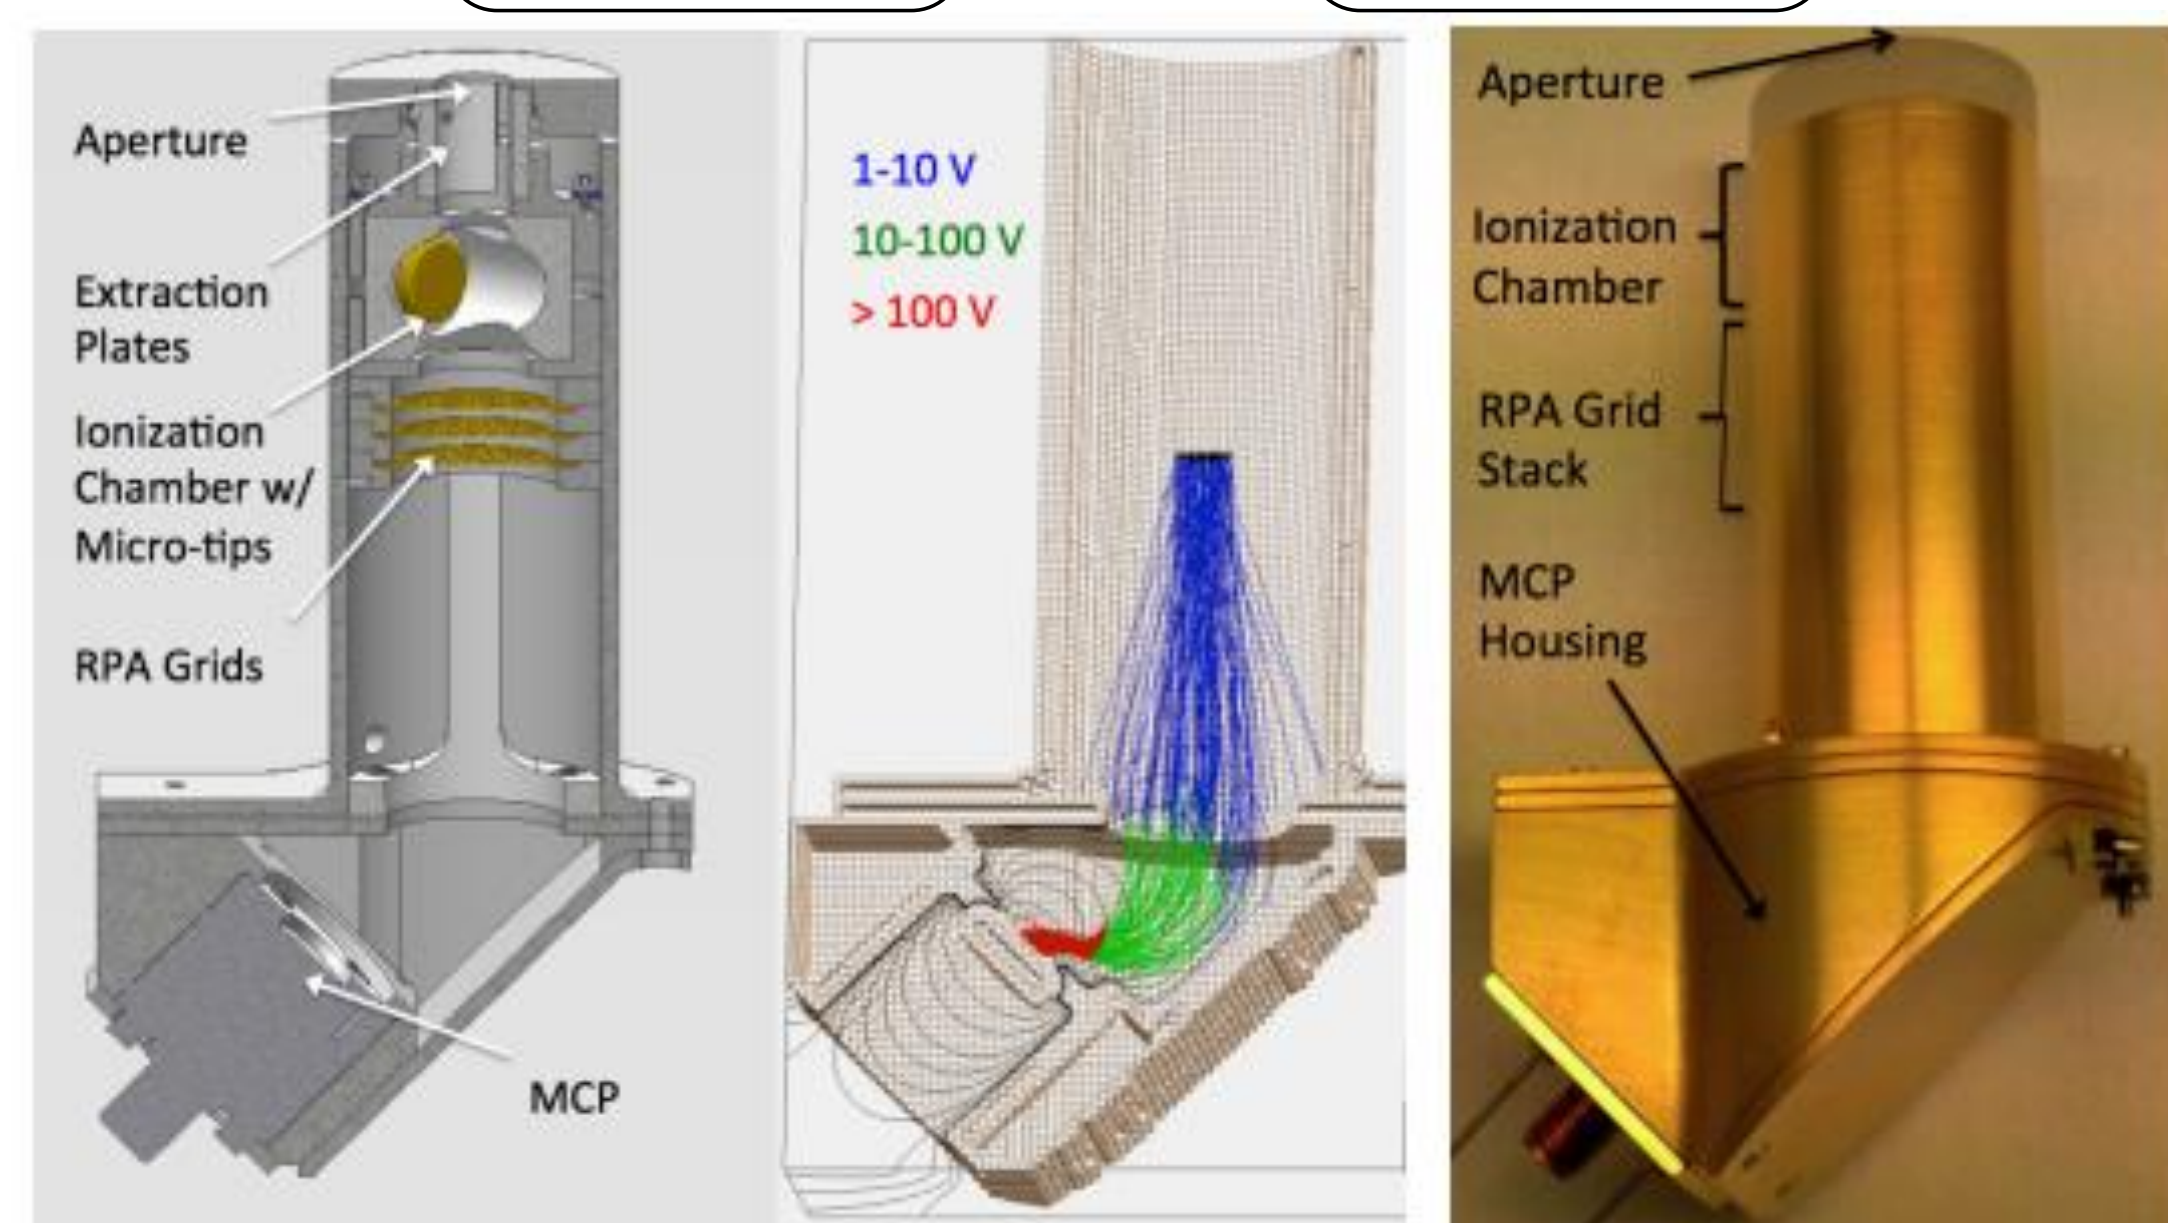 Aperture
Extraction
Plates
Ionization
Chamber w/
Micro-tips
RPA Grids
MCP
1-10 V
10-100 V
> 100 V
Aperture
Ionization
Chamber
RPA Grid
Stack
MCP
Housing